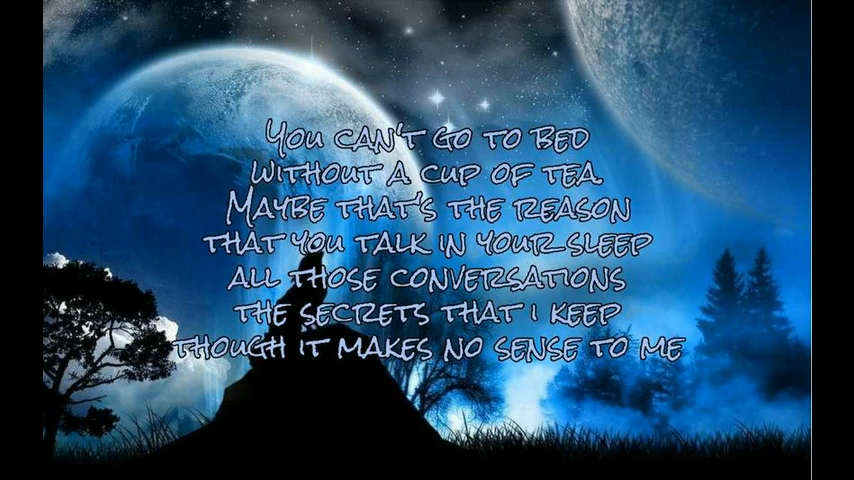 You can't go to bed
without a cup of tea.
Maybe that's the reason
that you talk in your sleep
all those conversations
the secrets that i keep
though it makes no sense to me